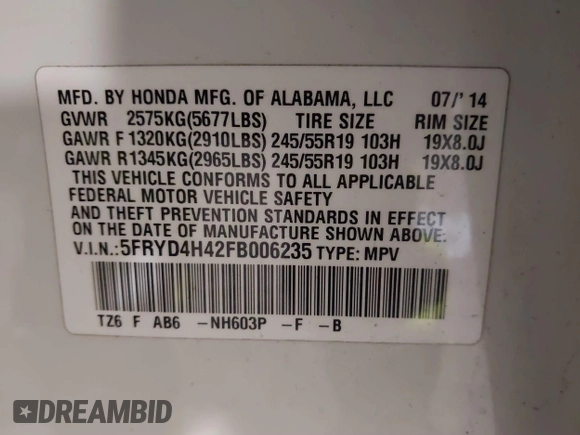 MFD. BY HONDA MFG. OF ALABAMA, LLC 07/'14
GVWR 2575KG(5677LBS) TIRE SIZE RIM SIZE
GAWR F 1320KG(2910LBS) 245/55R19 103H 19X8.0J
GAWR R1345KG(2965LBS) 245/55R19 103H 19X8.0J
THIS VEHICLE CONFORMS TO ALL APPLICABLE
FEDERAL MOTOR VEHICLE SAFETY
AND THEFT PREVENTION STANDARDS IN EFFECT
ON THE DATE OF MANUFACTURE SHOWN ABOVE.
V.I.N.:5FRYD4H42FB006235 TYPE: MPV
TZ6 F AB6 -NH603P -F -B
DREAMBID